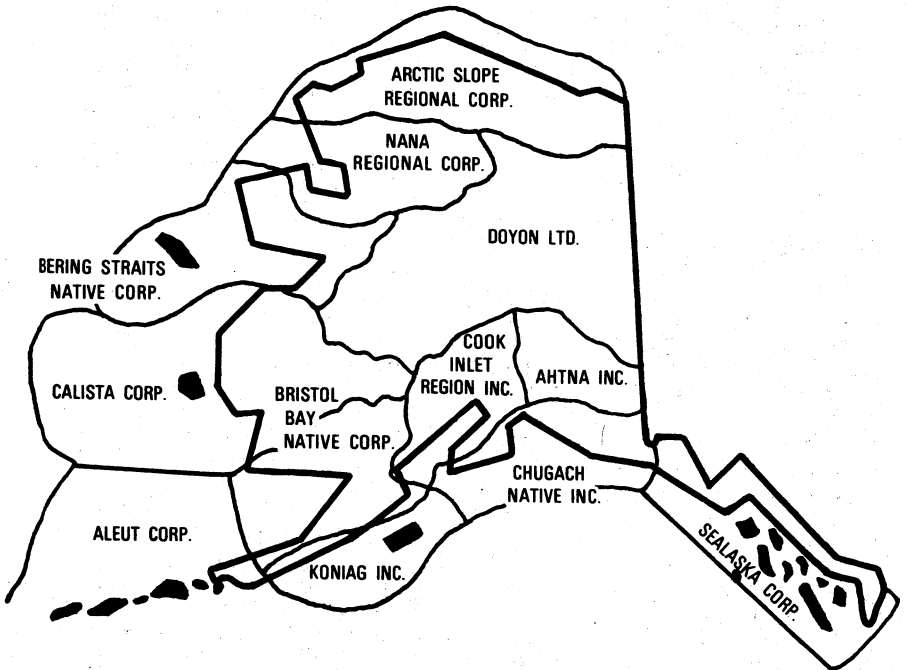 ARCTIC SLOPE
REGIONAL CORP.
NANA
REGIONAL CORP.
DOYON LTD.
BERING STRAITS
NATIVE CORP.
COOK
INLET
REGION INC.
AHTNA INC.
CALISTA CORP.
BRISTOL
BAY
NATIVE CORP.
CHUGACH
NATIVE INC.
ALEUT CORP.
KONIAG INC.
SEALASKA CORP.